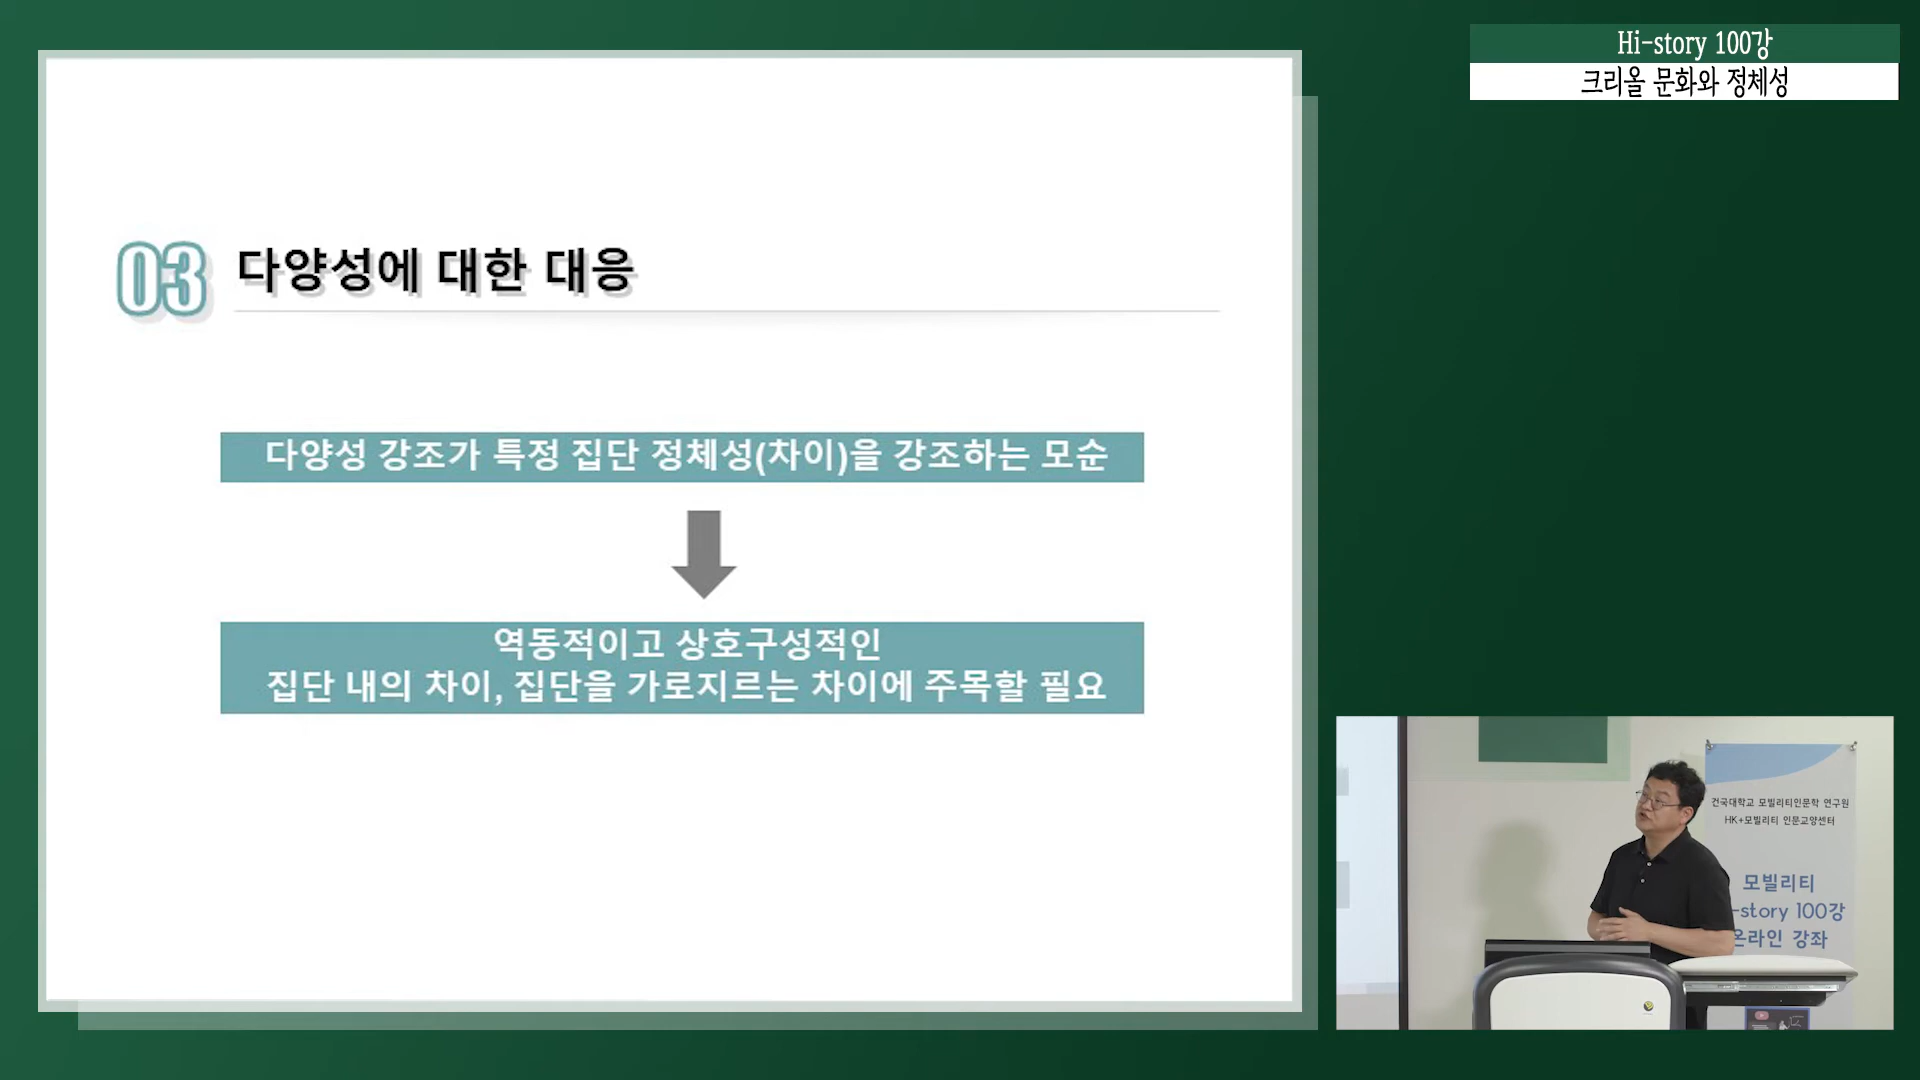 Hi-story 100강
크리올 문화와 정체성
03 다양성에 대한 대응
다양성 강조가 특정 집단 정체성(차이)을 강조하는 모순
역동적이고 상호구성적인
집단 내의 차이, 집단을 가로지르는 차이에 주목할 필요
건국대학교 모빌리티인문학 연구원
HK+모빌리티 인문교양센터
모빌리티
-story 100강
온라인 강좌